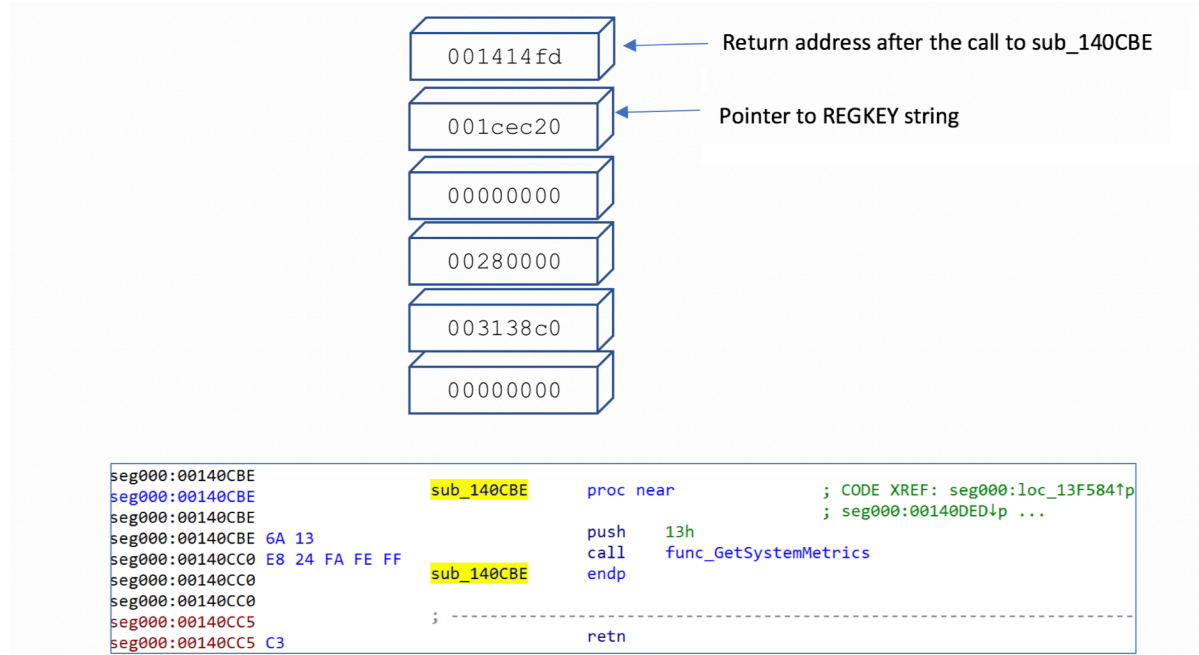 001414fd
Return address after the call to sub_140CBE
001cec20
Pointer to REGKEY string
00000000
00280000
003138c0
00000000
seg000:00140CBE
seg000:00140CBE sub_140CBE proc near ; CODE XREF: seg000:loc_13F584↑p
seg000:00140CBE ; seg000:00140DED↓p ...
seg000:00140CBE 6A 13 push 13h
seg000:00140CC0 E8 24 FA FE FF call func_GetSystemMetrics
seg000:00140CC0 sub_140CBE endp
seg000:00140CC0
seg000:00140CC5 ; ---------------------------------------------------------------------------
seg000:00140CC5 C3 retn